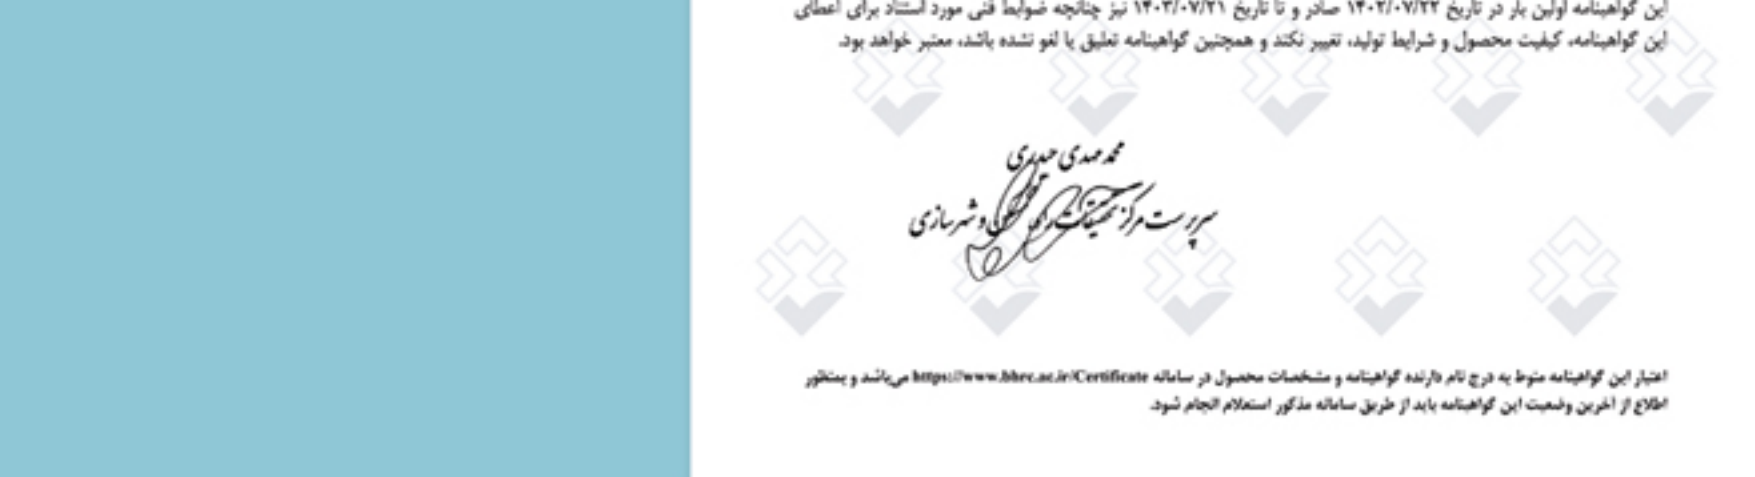 این گواهینامه اولین بار در تاریخ ۱۴۰۲/۰۷/۲۲ صادر و تا تاریخ ۱۴۰۳/۰۷/۲۱ نیز چنانچه ضوابط فنی مورد استناد برای اعطای
این گواهینامه، کیفیت محصول و شرایط تولید، تغییر نکند و همچنین گواهینامه تعلیق یا لغو نشده باشد، معتبر خواهد بود.
محمد مهدی حیدری
سرپرست مرکز تحقیقات راه و شهرسازی
اعتبار این گواهینامه منوط به درج نام دارنده گواهینامه و مشخصات محصول در سامانه https://www.bhrc.ac.ir/Certificate می‌باشد و بمنظور
اطلاع از آخرین وضعیت این گواهینامه باید از طریق سامانه مذکور استعلام انجام شود.